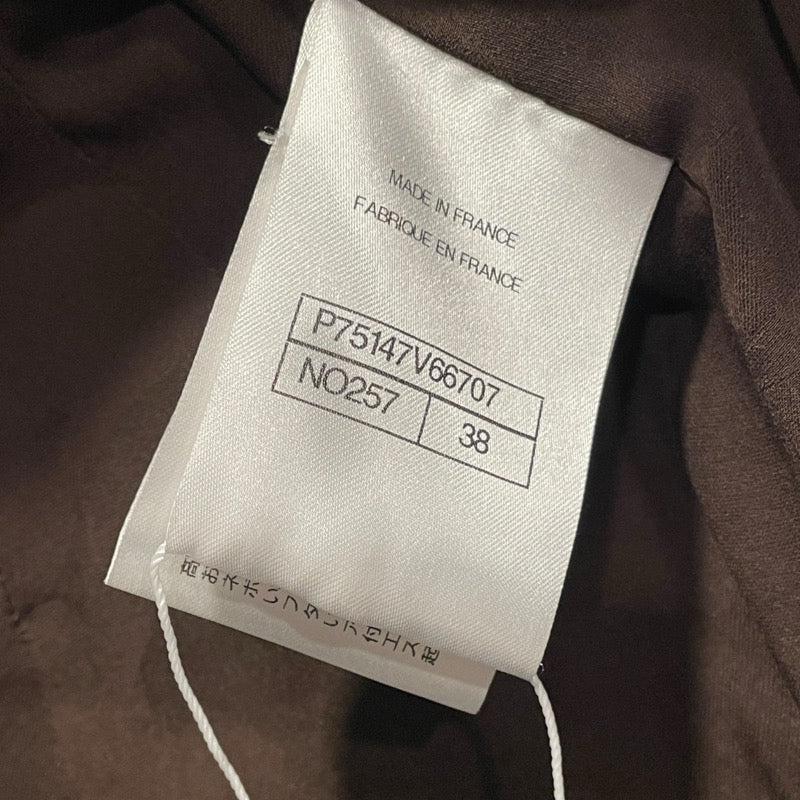 MADE IN FRANCE
FABRIQUE EN FRANCE
P75147V66707
NO257
38